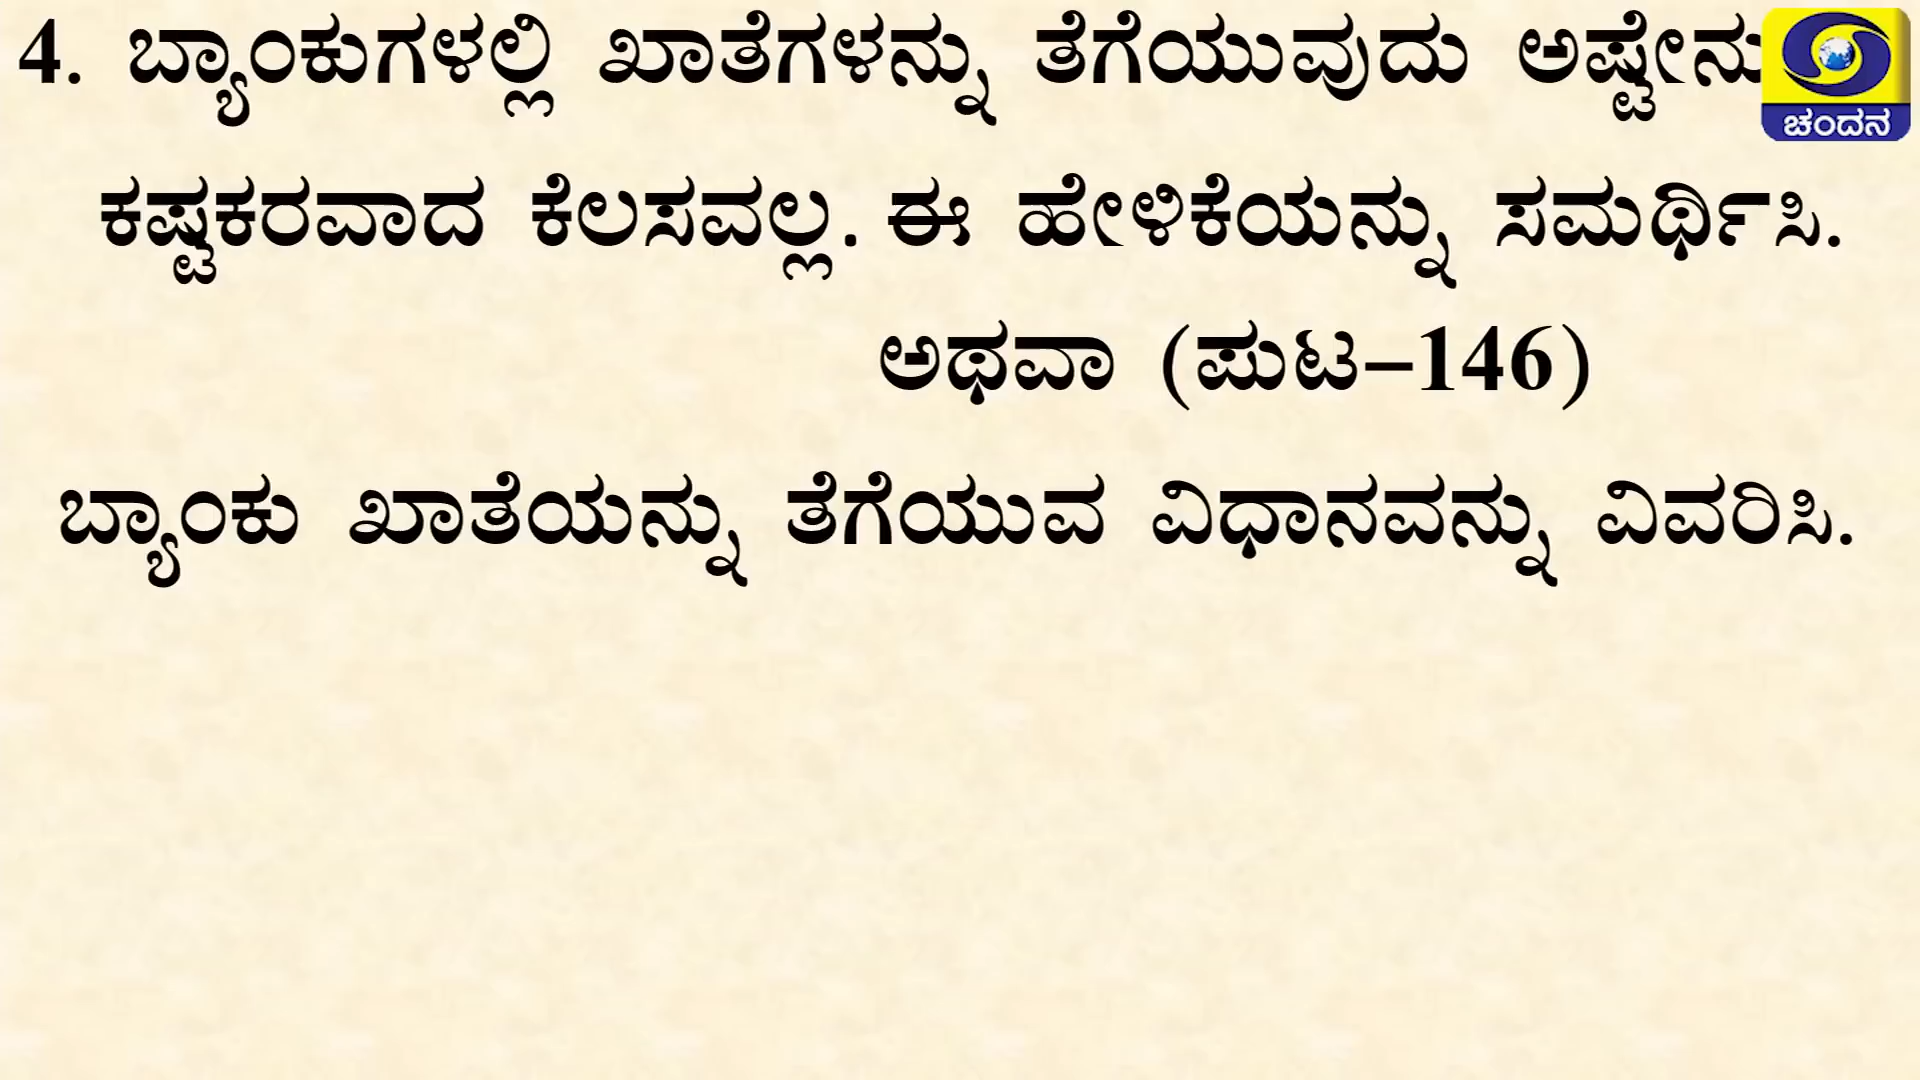 4. ಬ್ಯಾಂಕುಗಳಲ್ಲಿ ಖಾತೆಗಳನ್ನು ತೆಗೆಯುವುದು ಅಷ್ಟೇನು
ಚಂದನ
ಕಷ್ಟಕರವಾದ ಕೆಲಸವಲ್ಲ. ಈ ಹೇಳಿಕೆಯನ್ನು ಸಮರ್ಥಿಸಿ.
ಅಥವಾ (ಪುಟ–146)
ಬ್ಯಾಂಕು ಖಾತೆಯನ್ನು ತೆಗೆಯುವ ವಿಧಾನವನ್ನು ವಿವರಿಸಿ.